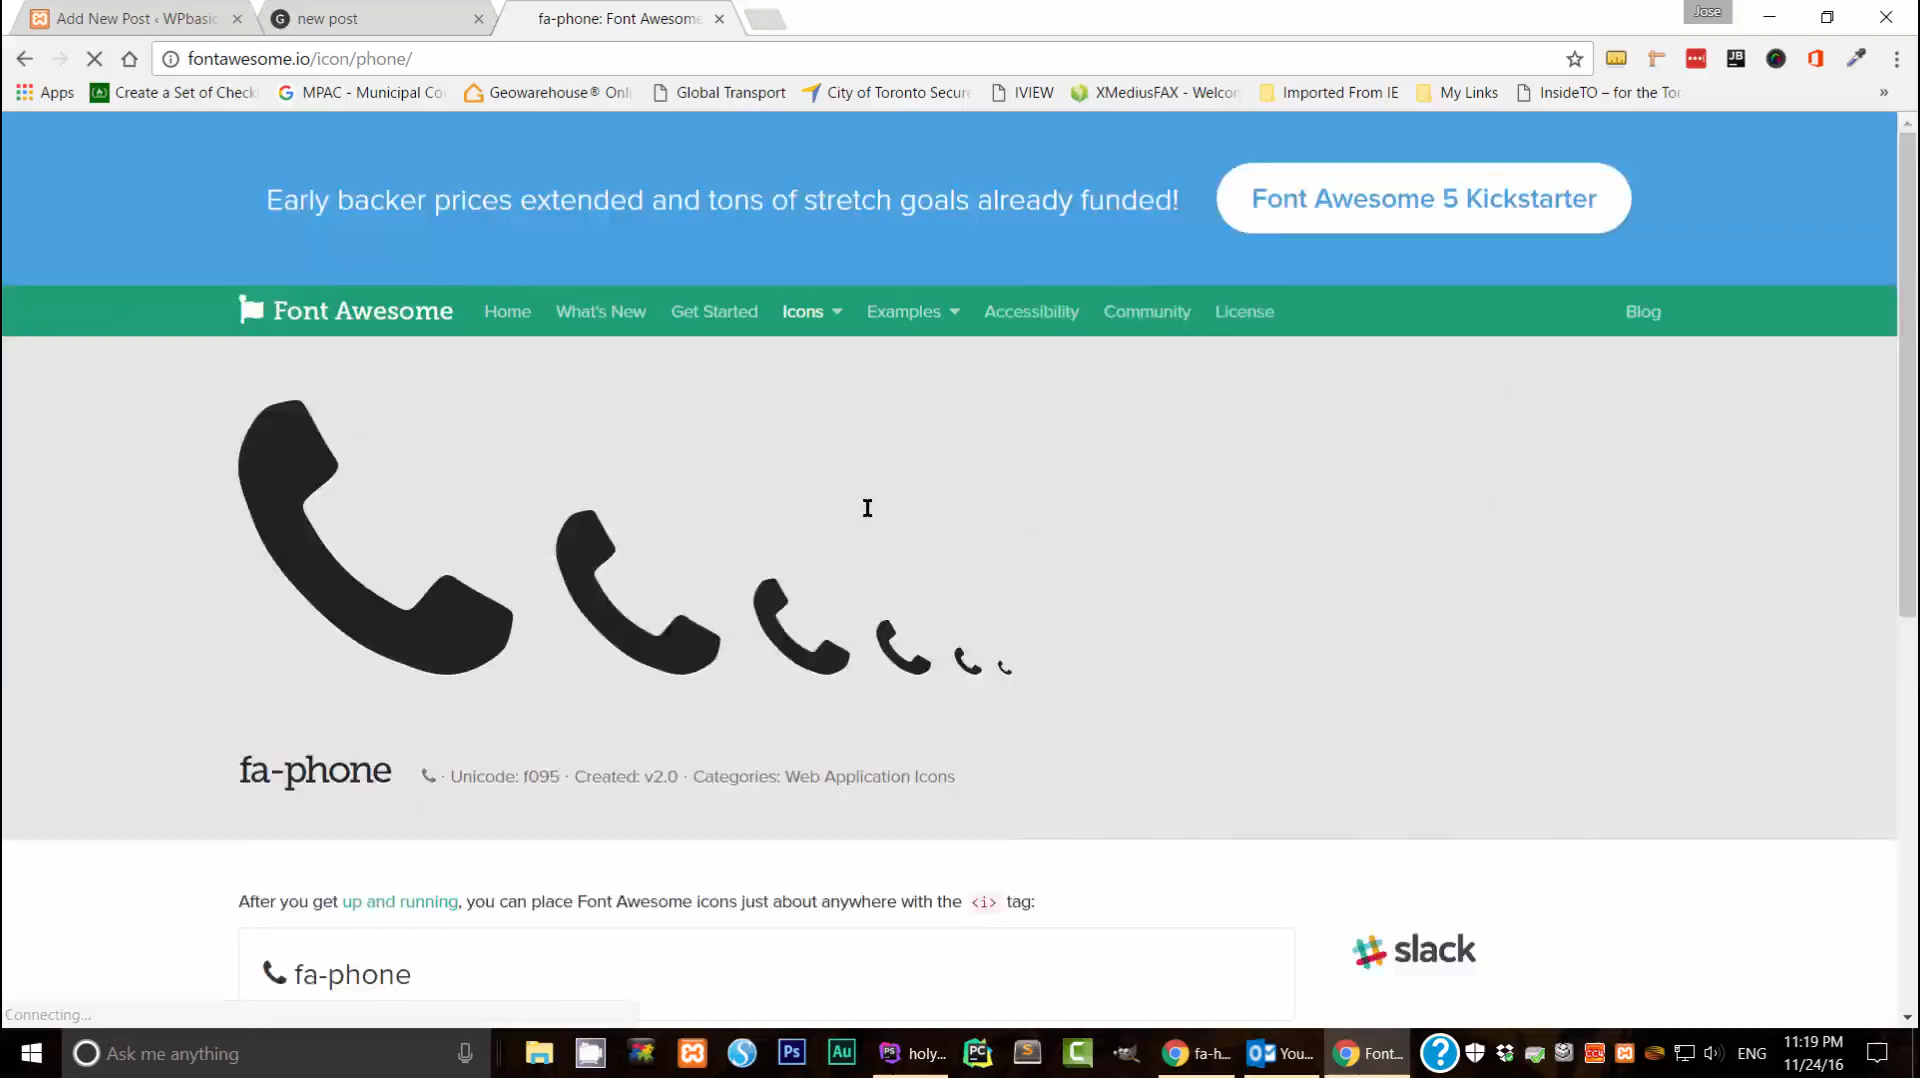 Add New Post ‹ WPbasic
new post
fa-phone: Font Awesome
Jose
fontawesome.io/icon/phone/
Apps
Create a Set of Check
MPAC - Municipal Co
Geowarehouse® Onl
Global Transport
City of Toronto Secure
IVIEW
XMediusFAX - Welcon
Imported From IE
My Links
InsideTO – for the Tor
»
Early backer prices extended and tons of stretch goals already funded!
Font Awesome 5 Kickstarter
Font Awesome
Home
What's New
Get Started
Icons
Examples
Accessibility
Community
License
Blog
fa-phone
· Unicode: f095 · Created: v2.0 · Categories: Web Application Icons
After you get up and running, you can place Font Awesome icons just about anywhere with the <i> tag:
fa-phone
slack
Connecting...
Ask me anything
Ps
Au
holy...
PC
fa-h...
You...
Font...
ENG
11:19 PM
11/24/16